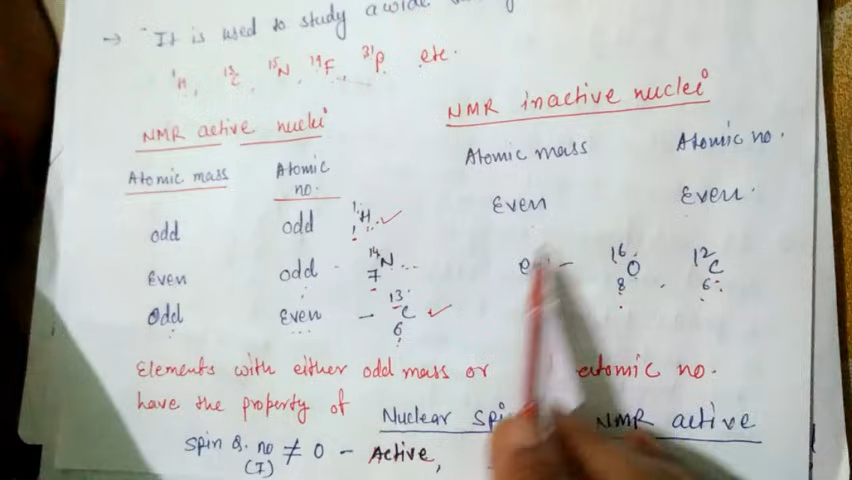 → It is used to study a wide
¹H, ¹³C, ¹⁵N, ¹⁹F, ³¹P etc.
NMR active nuclei
Atomic mass Atomic no.
odd odd ¹₁H ✓
Even odd - ¹⁴₇N
Odd Even - ¹³₆C ✓
NMR inactive nuclei
Atomic mass Atomic no.
Even Even
¹⁶₈O ¹²₆C
Elements with either odd mass or atomic no.
have the property of Nuclear NMR active
Spin Q. no (I) ≠ 0 - Active,